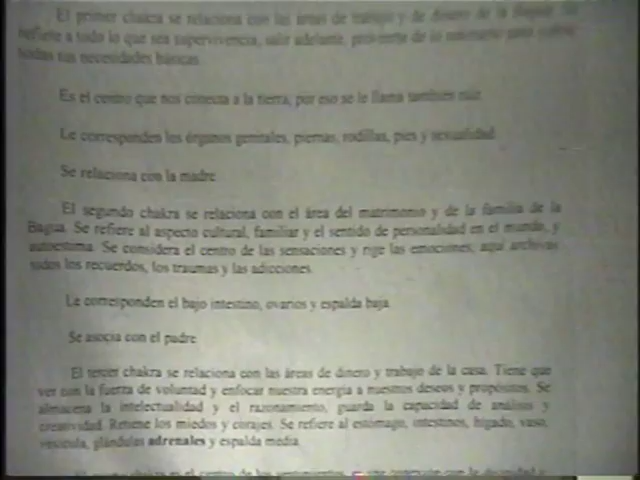 El primer chakra se relaciona con las áreas de trabajo y de dinero de la Bagua. Se
refiere a todo lo que sea supervivencia, salir adelante, proveerte de lo necesario para
todas tus necesidades básicas.
Es el centro que nos conecta a la tierra, por eso se le llama tambien raíz.
Le corresponden los órganos genitales, piernas, rodillas, pies y sexualidad.
Se relaciona con la madre
El segundo chakra se relaciona con el área del matrimonio y de la familia de la
Bagua. Se refiere al aspecto cultural, familiar y el sentido de personalidad en el mundo, y
autoestima. Se considera el centro de las sensaciones y rige las emociones, aquí archivas
todos los recuerdos, los traumas y las adicciones.
Le corresponden el bajo intestino, ovarios y espalda baja.
Se asocia con el padre
El tercer chakra se relaciona con las áreas de dinero y trabajo de la casa. Tiene que
ver con la fuerza de voluntad y enfocar nuestra energía a nuestros deseos y propósitos. Se
almacena la intelectualidad y el razonamiento, guarda la capacidad de análisis y
creatividad. Retiene los miedos y corajes. Se refiere al estómago, intestinos, hígado, vaso,
vesícula, glándulas adrenales y espalda media.
chakra es el centro de los sentimientos,